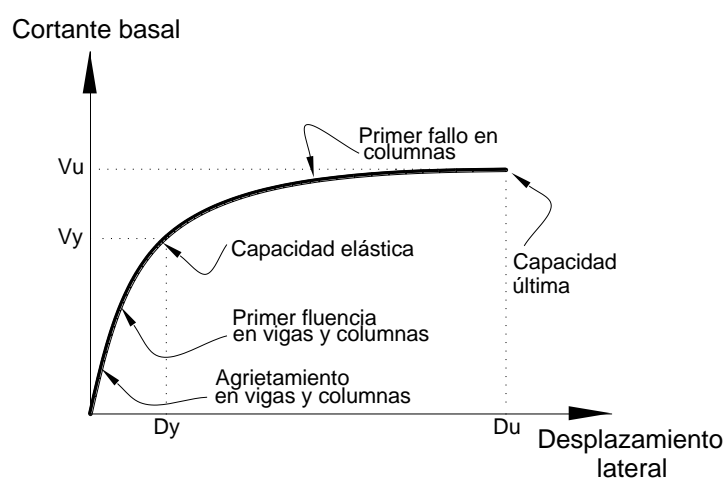 Cortante basal
Primer fallo en
columnas
Vu
Vy
Capacidad elástica
Capacidad
última
Primer fluencia
en vigas y columnas
Agrietamiento
en vigas y columnas
Dy
Du
Desplazamiento
lateral